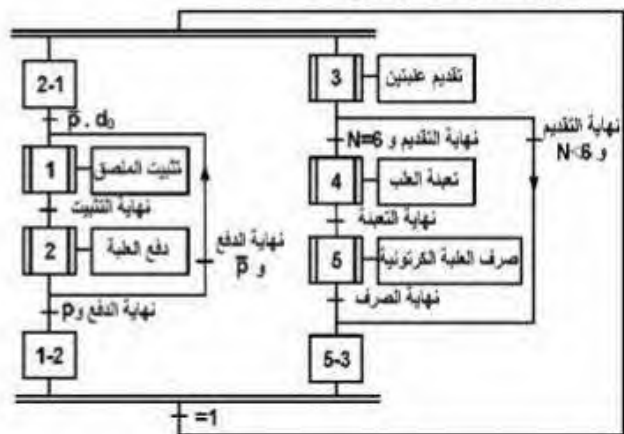 2-1
p̄ . d₀
1
تثبيت الملصق
نهاية التثبيت
2
دفع العلبة
نهاية الدفع
و p̄
نهاية الدفع و p
1-2
3
تقديم علبتين
نهاية التقديم و N=6
نهاية التقديم
و N<6
4
تعبئة العلب
نهاية التعبئة
5
صرف العلبة الكرتونية
نهاية الصرف
5-3
=1